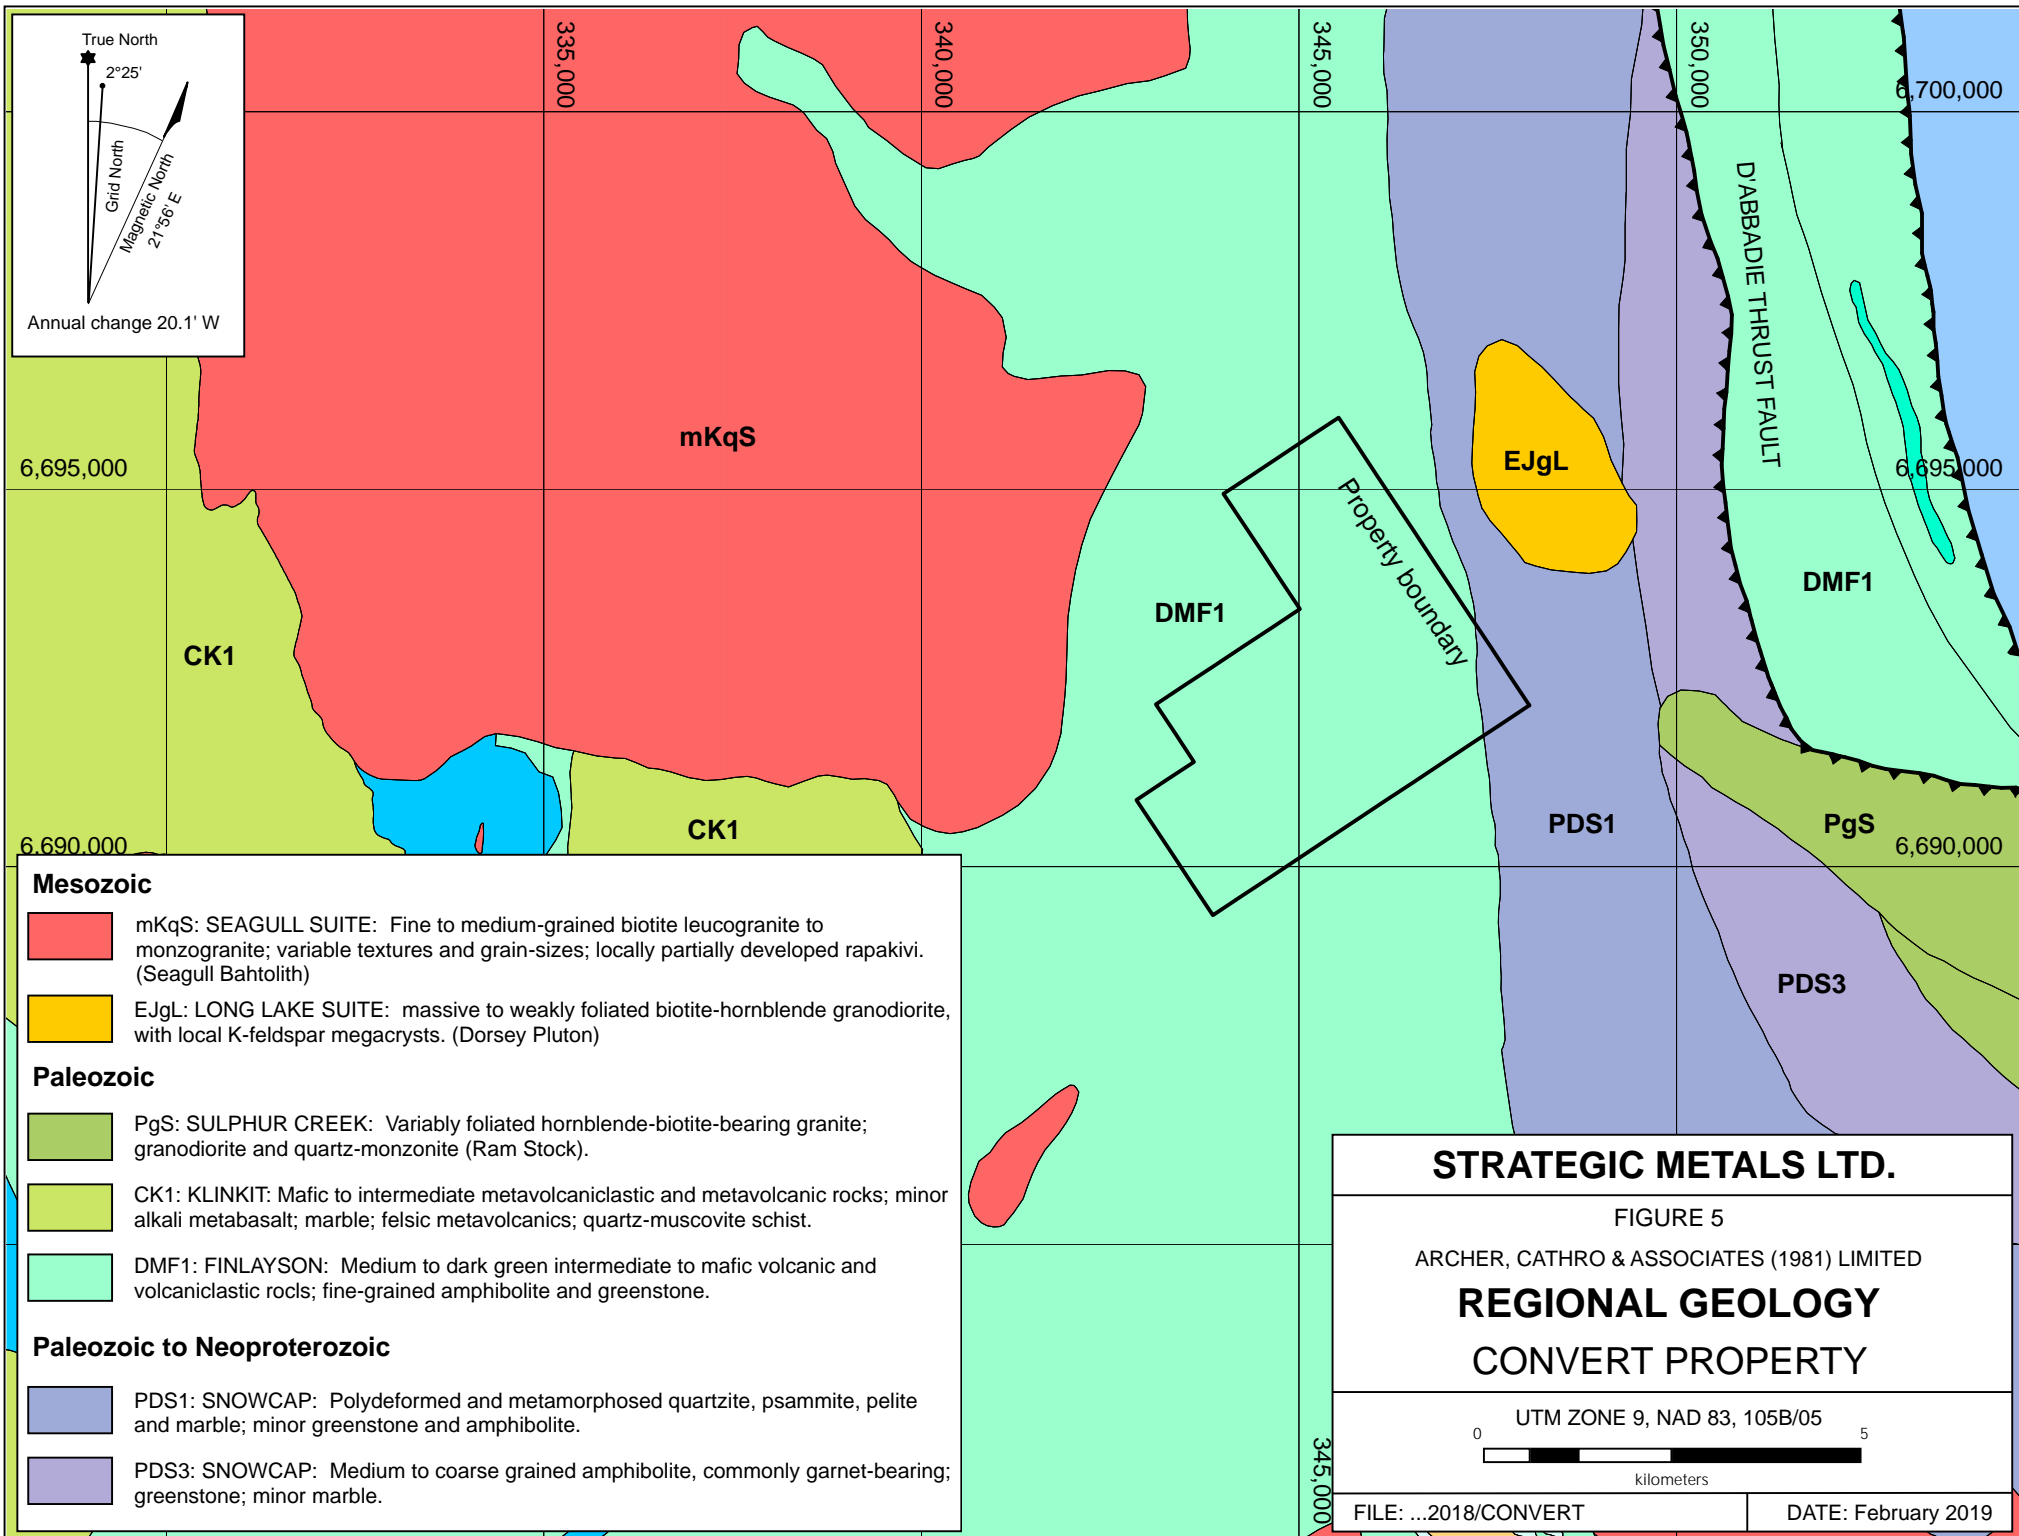 True North
2°25'
Grid North
Magnetic North
21°56' E
Annual change 20.1' W
335,000
340,000
345,000
350,000
6,700,000
D'ABBADIE THRUST FAULT
mKqS
EJgL
6,695,000
6,695,000
Property boundary
DMF1
DMF1
CK1
CK1
PDS1
PgS
6,690,000
6,690,000
PDS3
Mesozoic
mKqS: SEAGULL SUITE: Fine to medium-grained biotite leucogranite to
monzogranite; variable textures and grain-sizes; locally partially developed rapakivi.
(Seagull Bahtolith)
EJgL: LONG LAKE SUITE: massive to weakly foliated biotite-hornblende granodiorite,
with local K-feldspar megacrysts. (Dorsey Pluton)
Paleozoic
PgS: SULPHUR CREEK: Variably foliated hornblende-biotite-bearing granite;
granodiorite and quartz-monzonite (Ram Stock).
CK1: KLINKIT: Mafic to intermediate metavolcaniclastic and metavolcanic rocks; minor
alkali metabasalt; marble; felsic metavolcanics; quartz-muscovite schist.
DMF1: FINLAYSON: Medium to dark green intermediate to mafic volcanic and
volcaniclastic rocls; fine-grained amphibolite and greenstone.
Paleozoic to Neoproterozoic
PDS1: SNOWCAP: Polydeformed and metamorphosed quartzite, psammite, pelite
and marble; minor greenstone and amphibolite.
PDS3: SNOWCAP: Medium to coarse grained amphibolite, commonly garnet-bearing;
greenstone; minor marble.
345,000
STRATEGIC METALS LTD.
FIGURE 5
ARCHER, CATHRO & ASSOCIATES (1981) LIMITED
REGIONAL GEOLOGY
CONVERT PROPERTY
UTM ZONE 9, NAD 83, 105B/05
0 5
kilometers
FILE: ...2018/CONVERT
DATE: February 2019